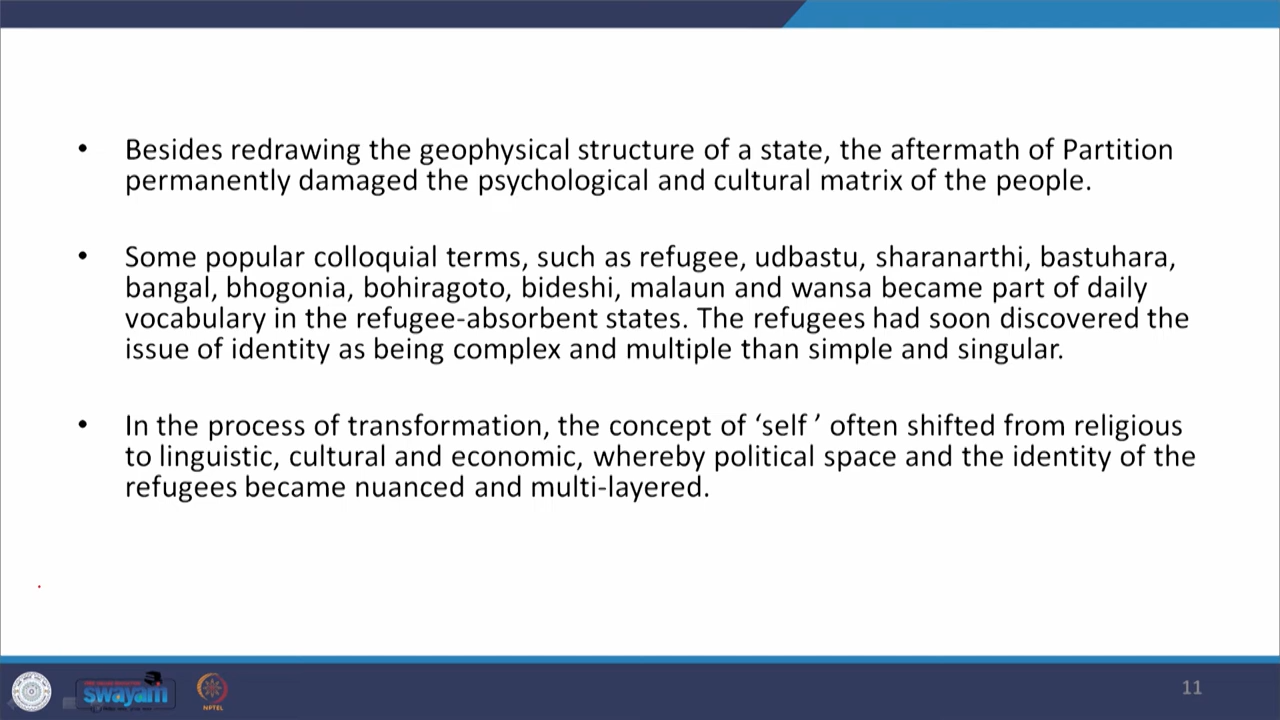 • Besides redrawing the geophysical structure of a state, the aftermath of Partition
permanently damaged the psychological and cultural matrix of the people.
• Some popular colloquial terms, such as refugee, udbastu, sharanarthi, bastuhara,
bangal, bhogonia, bohiragoto, bideshi, malaun and wansa became part of daily
vocabulary in the refugee-absorbent states. The refugees had soon discovered the
issue of identity as being complex and multiple than simple and singular.
• In the process of transformation, the concept of ‘self ’ often shifted from religious
to linguistic, cultural and economic, whereby political space and the identity of the
refugees became nuanced and multi-layered.
swayam
NPTEL
11